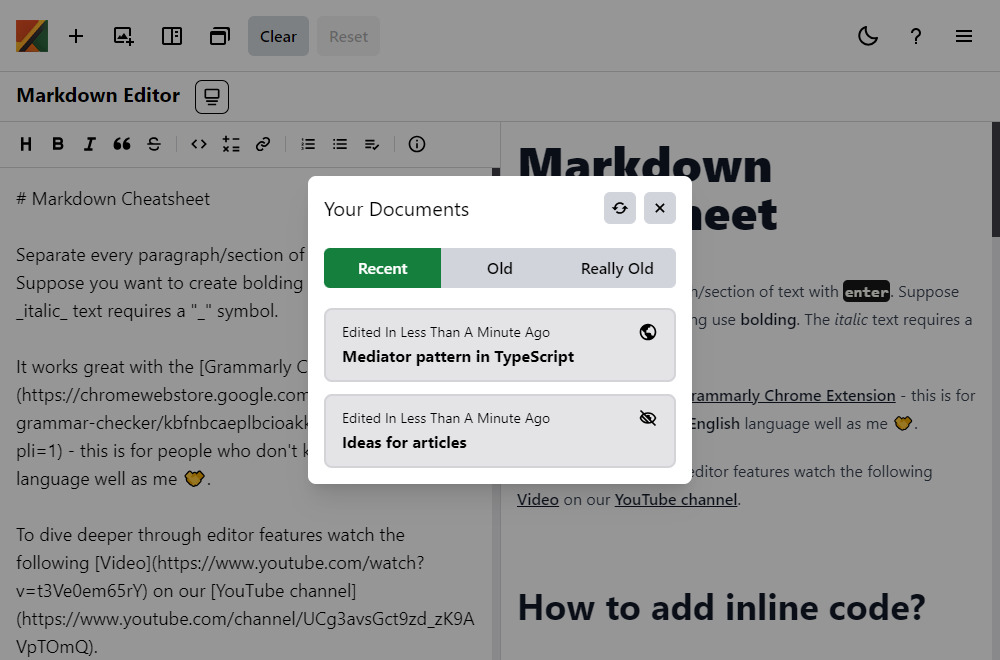 Clear
Reset
?
Markdown Editor
H B I S
# Markdown Cheatsheet
Separate every paragraph/section of
Suppose you want to create bolding
_italic_ text requires a "_" symbol.
It works great with the [Grammarly C
(https://chromewebstore.google.com
grammar-checker/kbfnbcaeplbcioakk
pli=1) - this is for people who don't k
language well as me 🤝.
To dive deeper through editor features watch the
following [Video](https://www.youtube.com/watch?
v=t3Ve0em65rY) on our [YouTube channel]
(https://www.youtube.com/channel/UCg3avsGct9zd_zK9A
VpTOmQ).
Your Documents
Recent
Old
Really Old
Edited In Less Than A Minute Ago
Mediator pattern in TypeScript
Edited In Less Than A Minute Ago
Ideas for articles
Markdown
heet
n/section of text with enter. Suppose
ng use bolding. The italic text requires a
rammarly Chrome Extension - this is for
English language well as me 🤝.
editor features watch the following
Video on our YouTube channel.
How to add inline code?